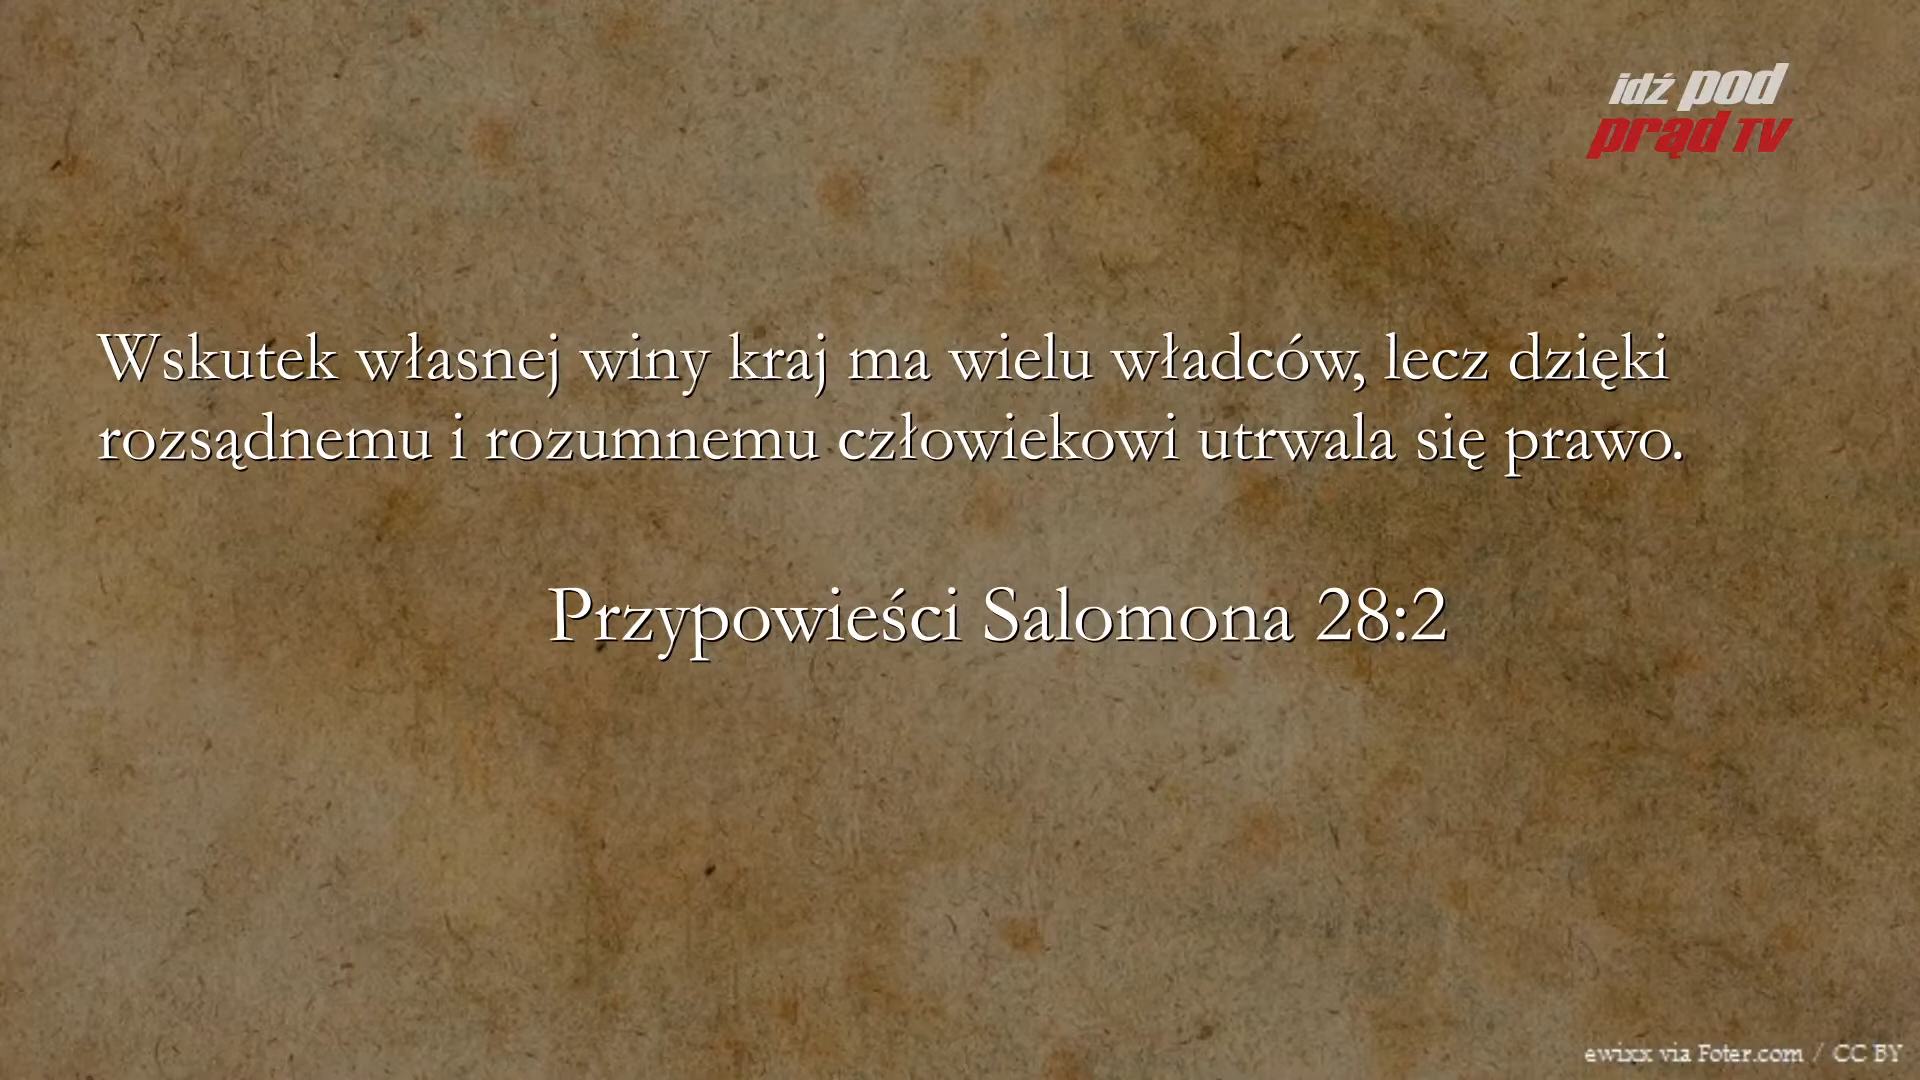 idź pod
prąd TV
Wskutek własnej winy kraj ma wielu władców, lecz dzięki
rozsądnemu i rozumnemu człowiekowi utrwala się prawo.
Przypowieści Salomona 28:2
ewixx via Foter.com / CC BY